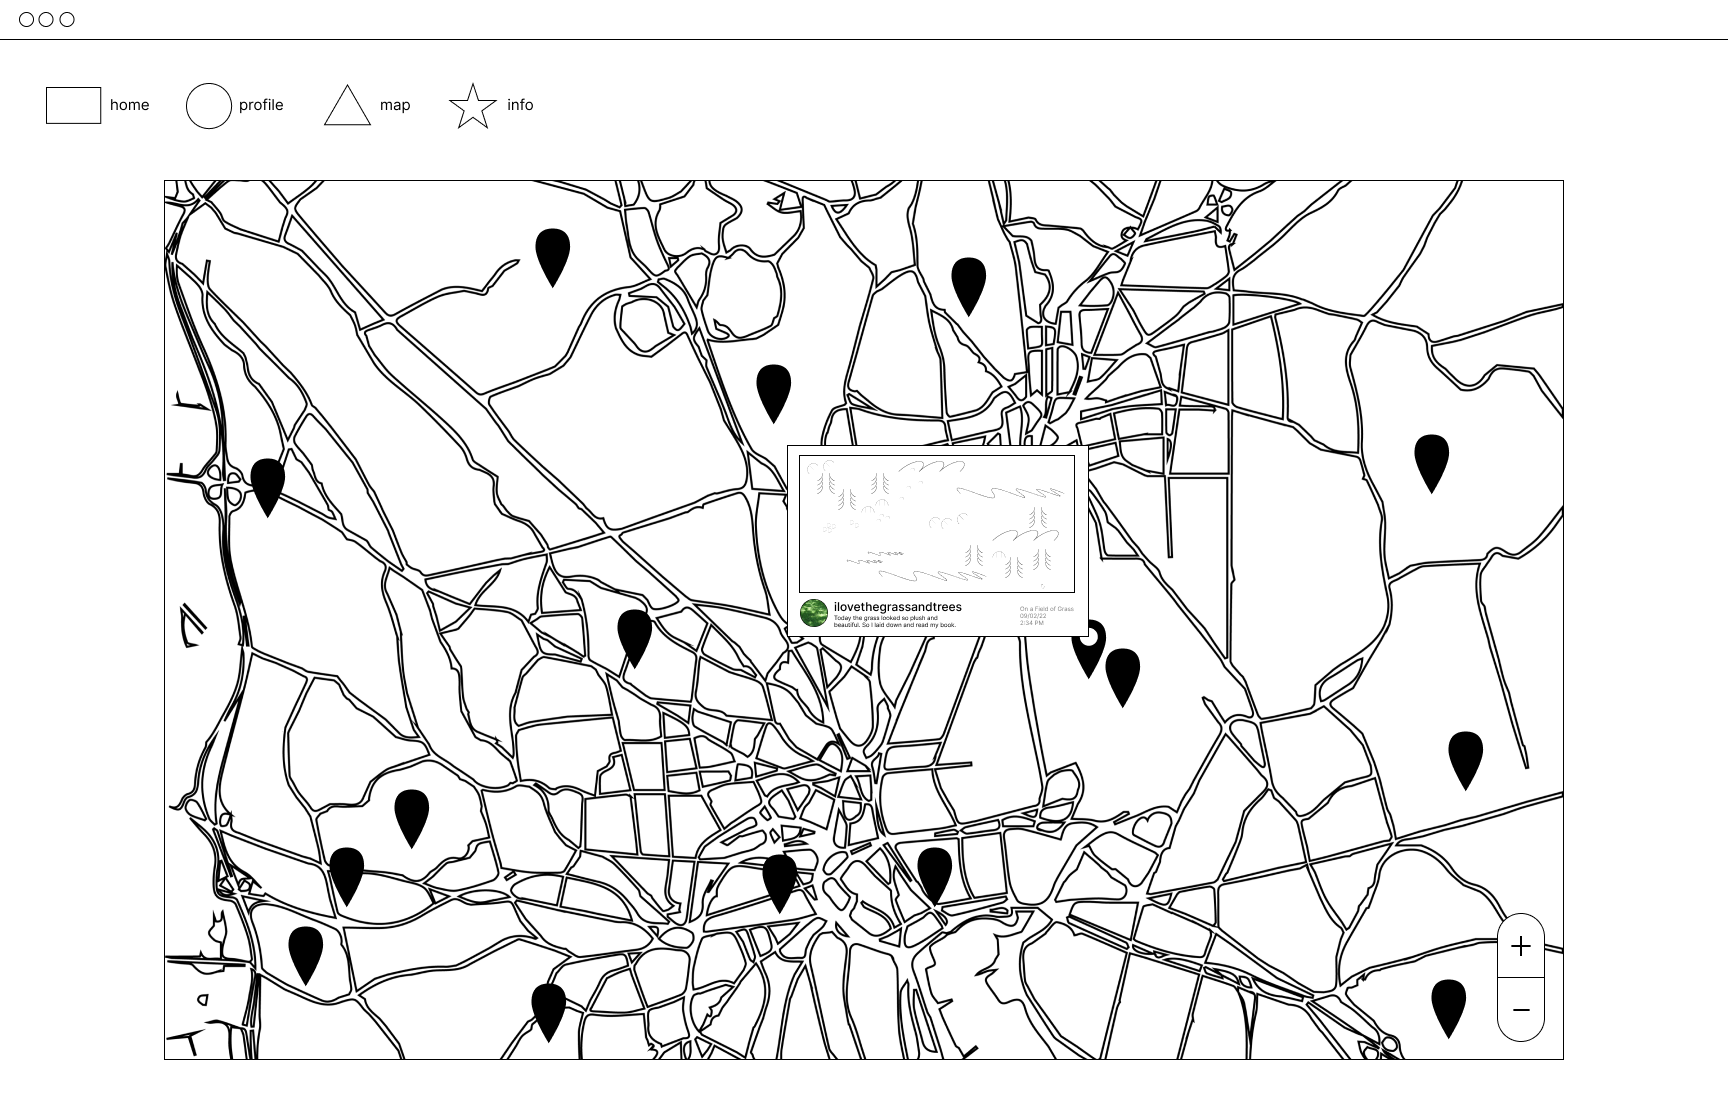 home
profile
map
info
ilovethegrassandtrees
Today the grass looked so plush and
beautiful. So I laid down and read my book.
On a Field of Grass
09/02/22
2:34 PM